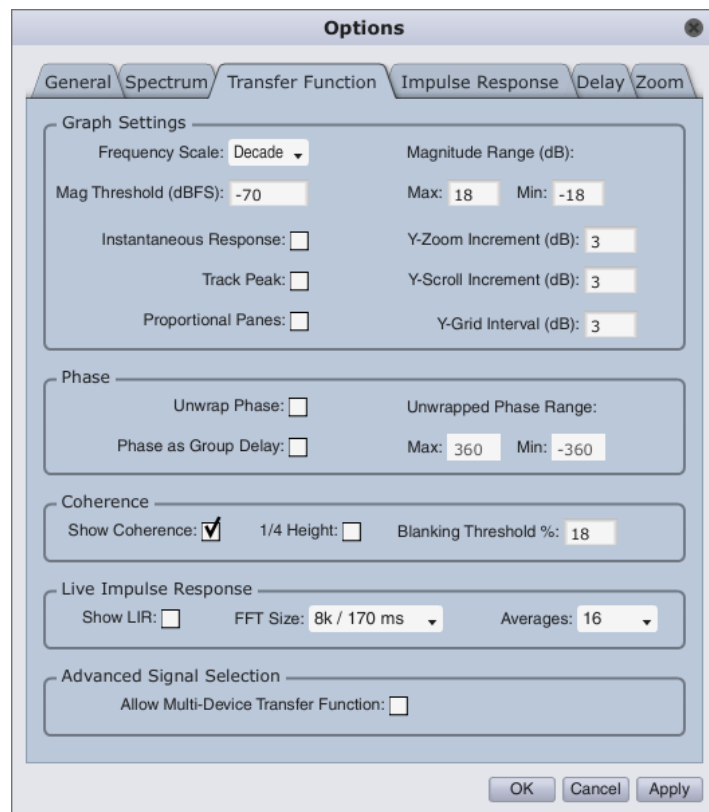 Options
General Spectrum Transfer Function Impulse Response Delay Zoom
Graph Settings
Frequency Scale: Decade Magnitude Range (dB):
Mag Threshold (dBFS): -70 Max: 18 Min: -18
Instantaneous Response: Y-Zoom Increment (dB): 3
Track Peak: Y-Scroll Increment (dB): 3
Proportional Panes: Y-Grid Interval (dB): 3
Phase
Unwrap Phase: Unwrapped Phase Range:
Phase as Group Delay: Max: 360 Min: -360
Coherence
Show Coherence: 1/4 Height: Blanking Threshold %: 18
Live Impulse Response
Show LIR: FFT Size: 8k / 170 ms Averages: 16
Advanced Signal Selection
Allow Multi-Device Transfer Function:
OK Cancel Apply